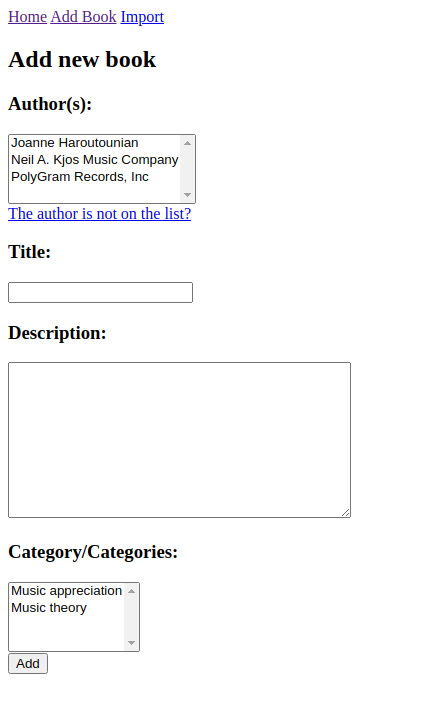 Home Add Book Import
Add new book
Author(s):
Joanne Haroutounian
Neil A. Kjos Music Company
PolyGram Records, Inc
The author is not on the list?
Title:
Description:
Category/Categories:
Music appreciation
Music theory
Add